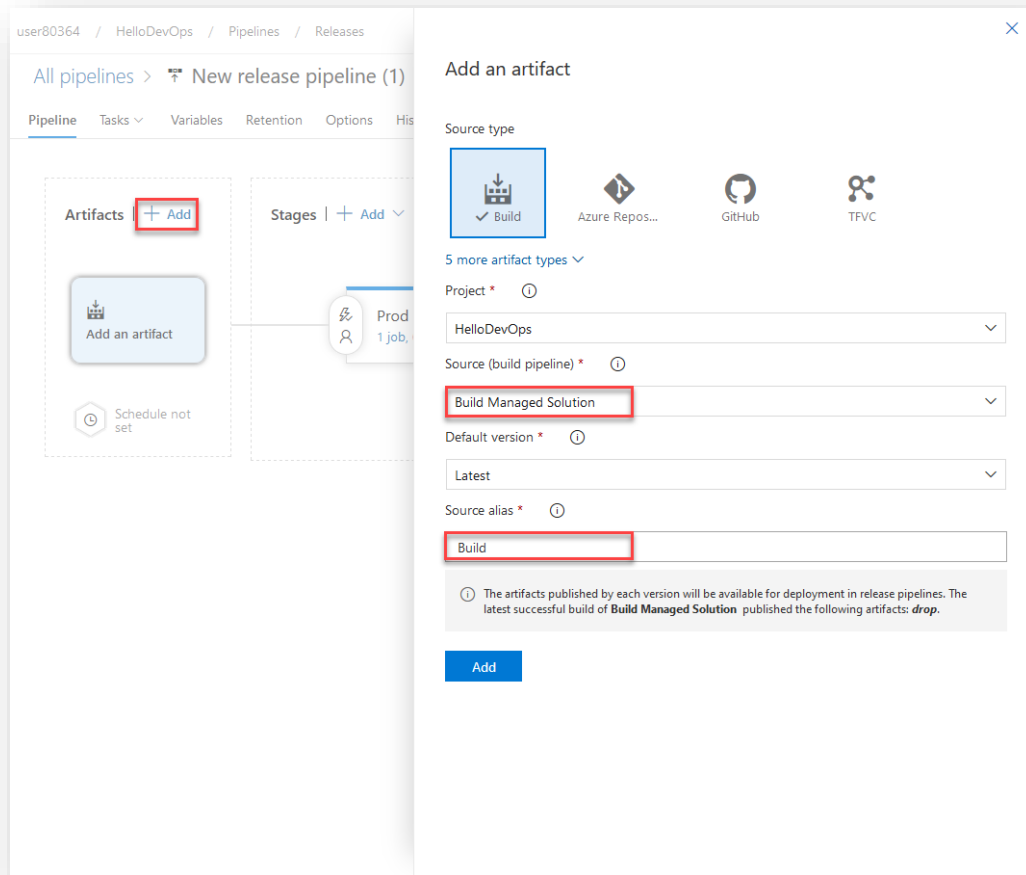 user80364 / HelloDevOps / Pipelines / Releases
All pipelines > New release pipeline (1)
Pipeline Tasks Variables Retention Options His
Artifacts | + Add
Stages | + Add
Add an artifact
Prod
1 job,
Schedule not
set
Add an artifact
Source type
Build
Azure Repos...
GitHub
TFVC
5 more artifact types
Project *
HelloDevOps
Source (build pipeline) *
Build Managed Solution
Default version *
Latest
Source alias *
Build
The artifacts published by each version will be available for deployment in release pipelines. The
latest successful build of Build Managed Solution published the following artifacts: drop.
Add